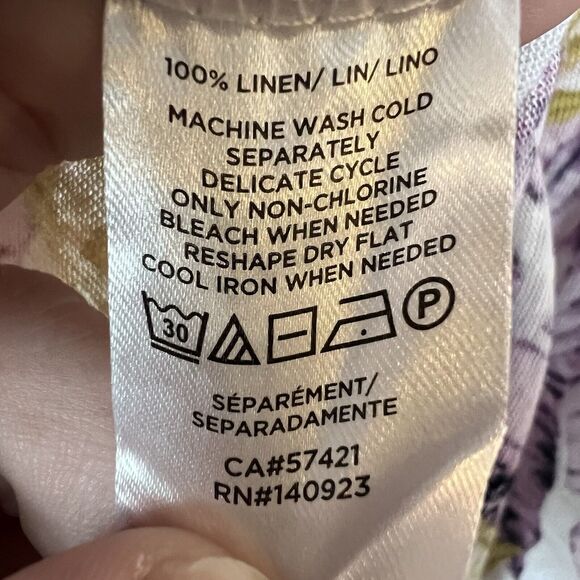 100% LINEN/ LIN/ LINO
MACHINE WASH COLD
SEPARATELY
DELICATE CYCLE
ONLY NON-CHLORINE
BLEACH WHEN NEEDED
RESHAPE DRY FLAT
COOL IRON WHEN NEEDED
30 P
SÉPARÉMENT/
SEPARADAMENTE
CA#57421
RN#140923